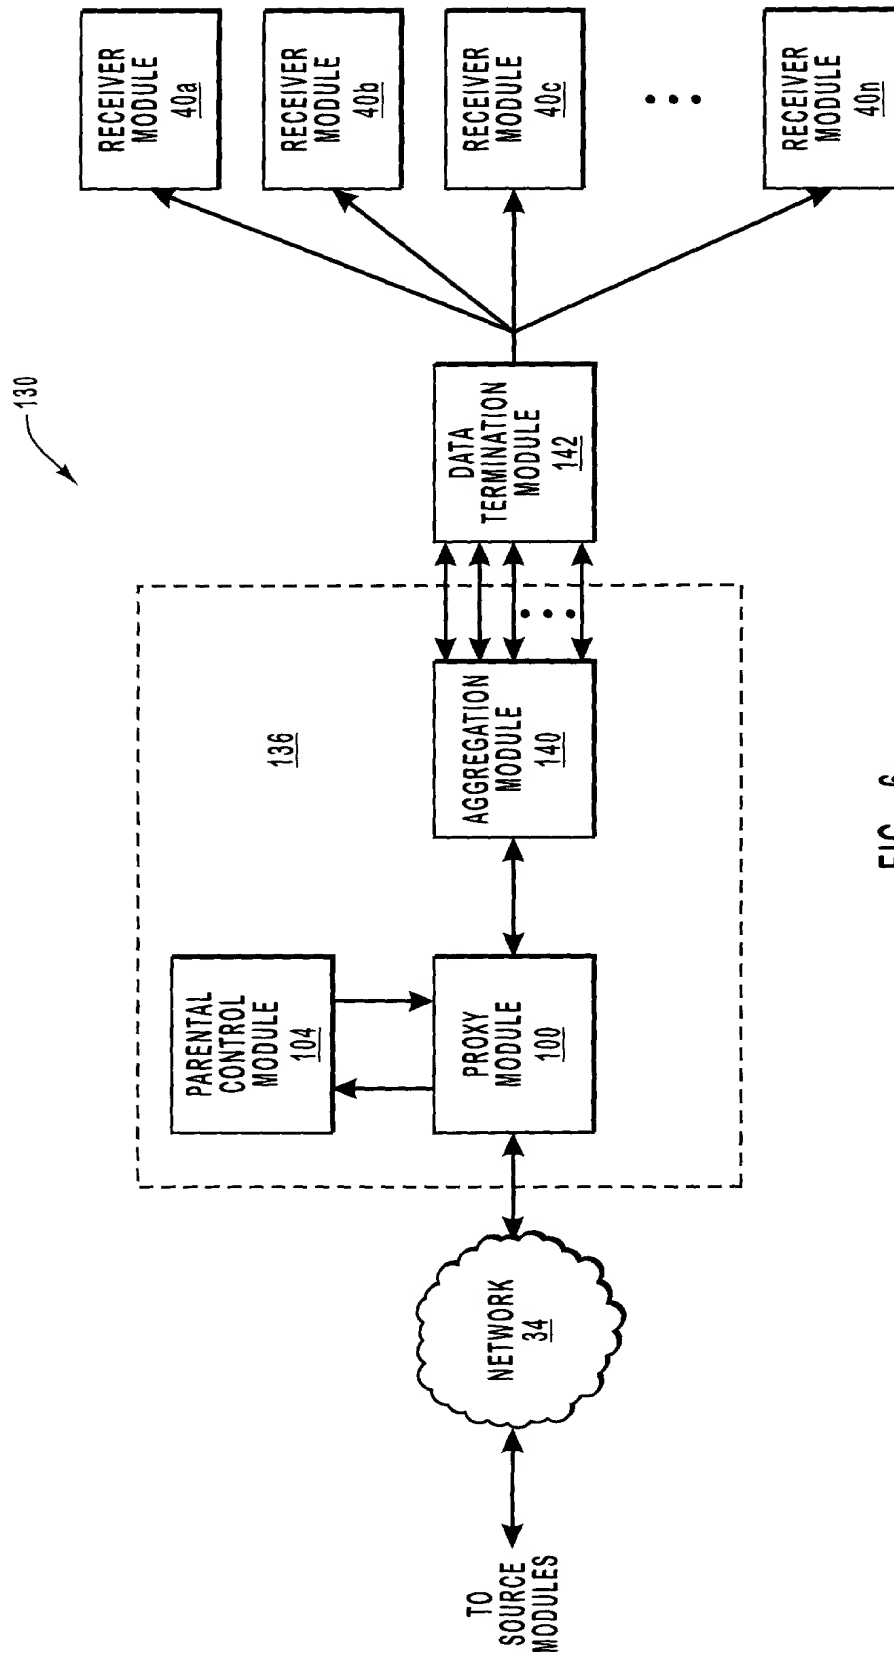 130
TO
SOURCE
MODULES
NETWORK
34
136
PARENTAL
CONTROL
MODULE
104
PROXY
MODULE
100
AGGREGATION
MODULE
140
DATA
TERMINATION
MODULE
142
RECEIVER
MODULE
40a
RECEIVER
MODULE
40b
RECEIVER
MODULE
40c
RECEIVER
MODULE
40n
FIG.